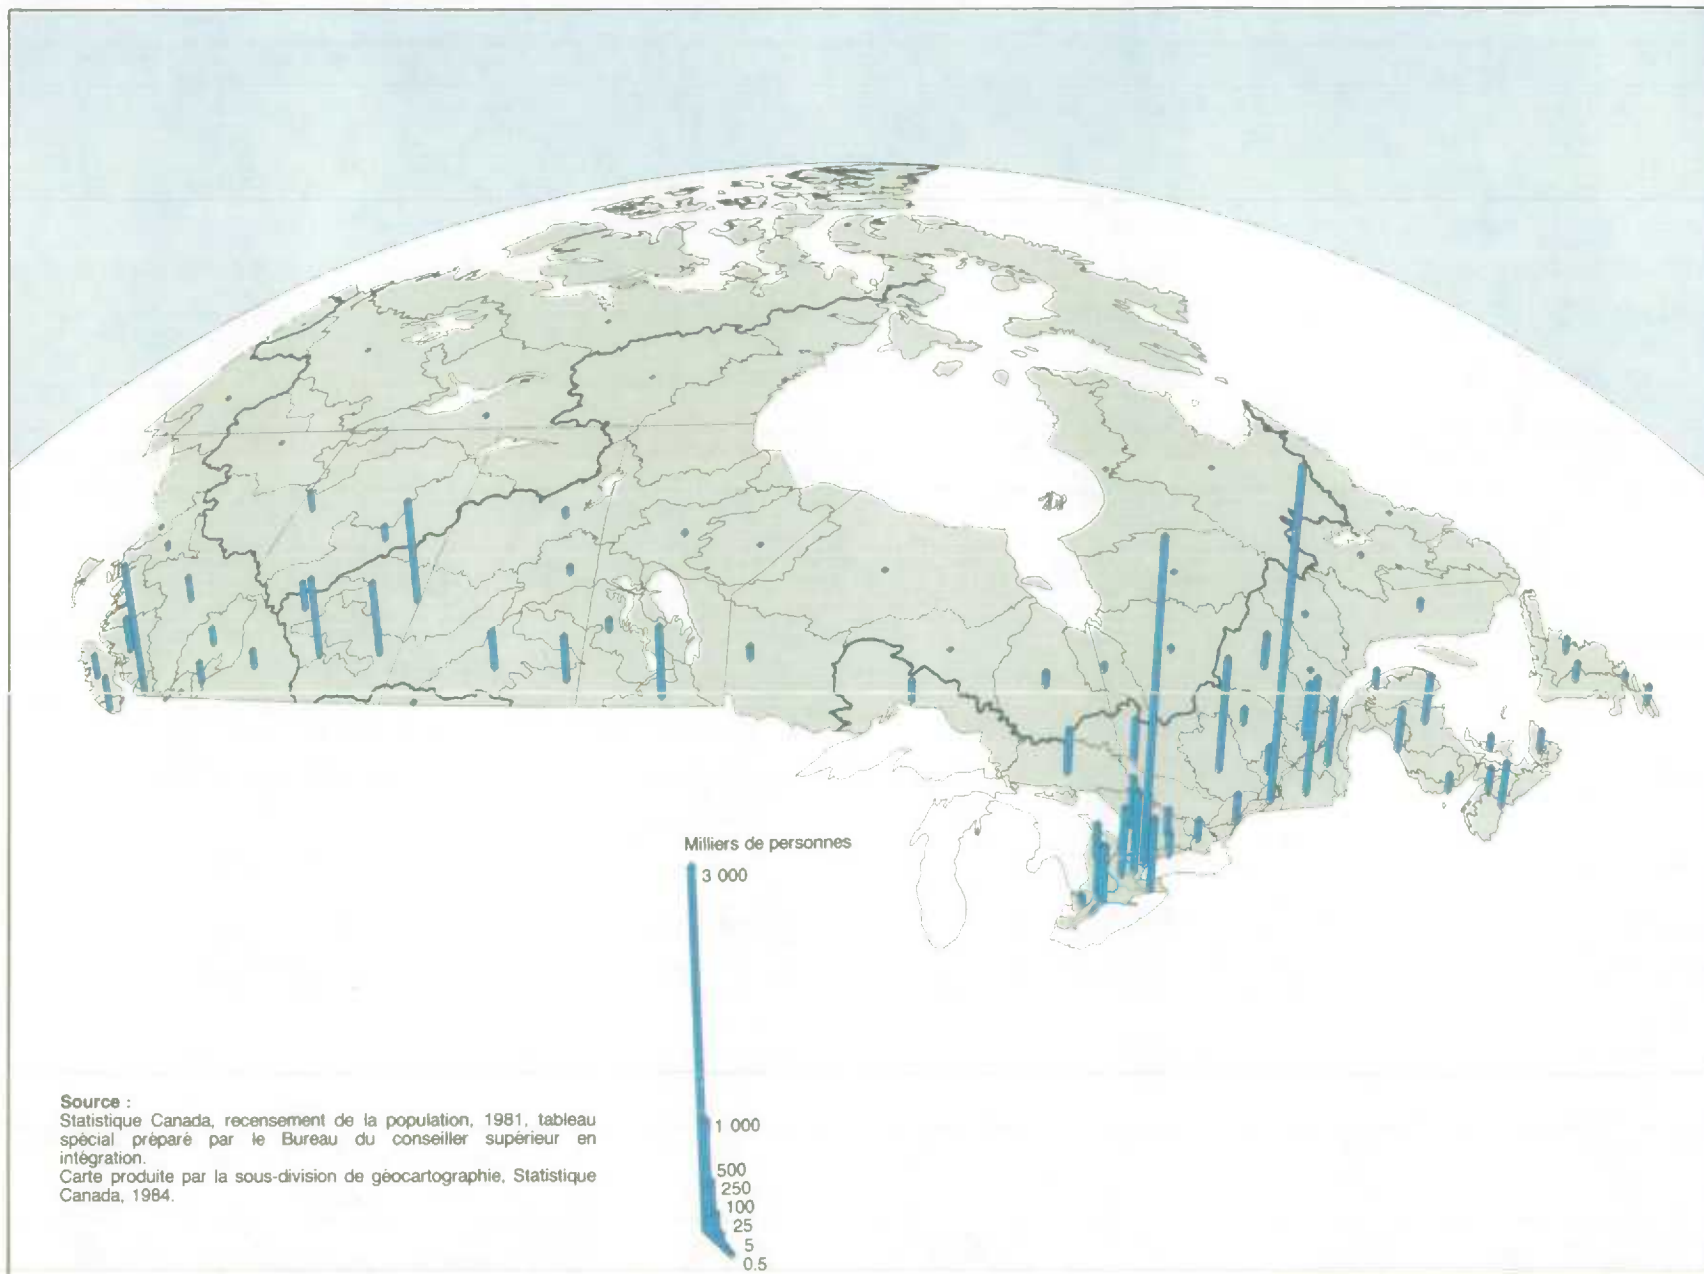 Milliers de personnes
3 000
1 000
500
250
100
25
5
0.5
Source :
Statistique Canada, recensement de la population, 1981, tableau
spécial préparé par le Bureau du conseiller supérieur en
intégration.
Carte produite par la sous-division de géocartographie, Statistique
Canada, 1984.